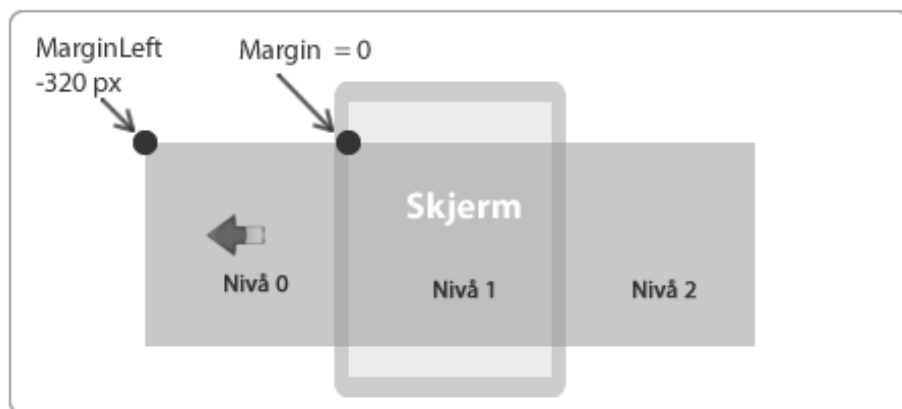 MarginLeft
-320 px
Margin = 0
Skjerm
Nivå 0
Nivå 1
Nivå 2